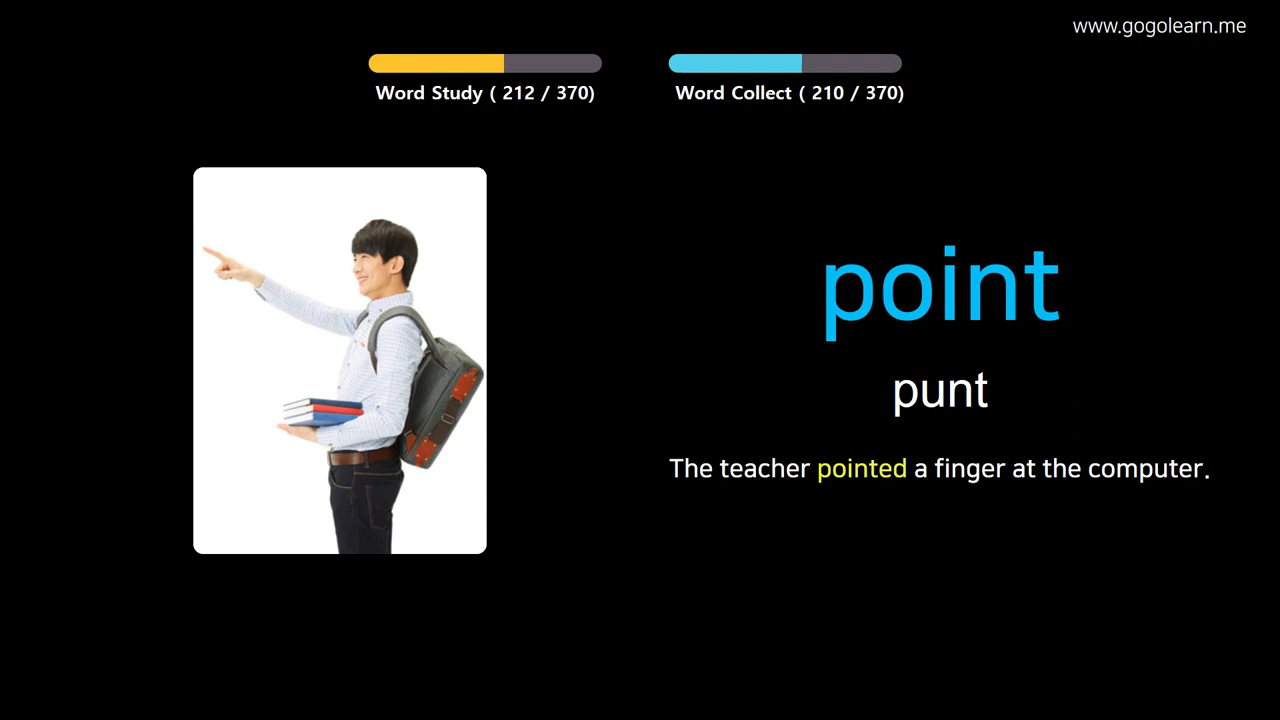 www.gogolearn.me
Word Study ( 212 / 370)
Word Collect ( 210 / 370)
point
punt
The teacher pointed a finger at the computer.